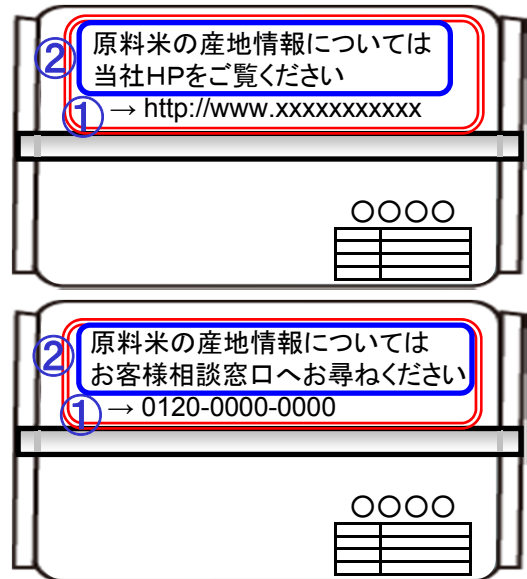 ② 原料米の産地情報については
当社HPをご覧ください
① → http://www.xxxxxxxxxxx
○○○○
② 原料米の産地情報については
お客様相談窓口へお尋ねください
① → 0120-0000-0000
○○○○